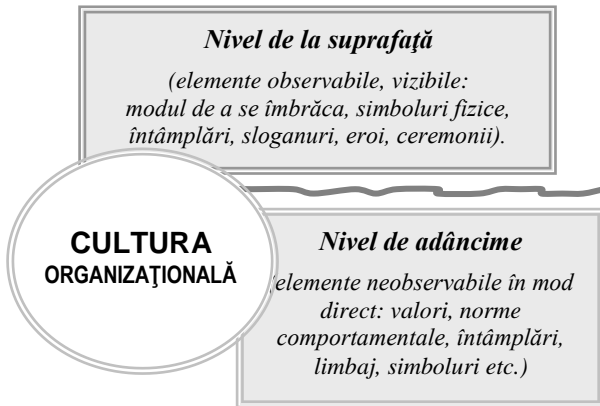 Nivel de la suprafaţă
(elemente observabile, vizibile:
modul de a se îmbrăca, simboluri fizice,
întâmplări, sloganuri, eroi, ceremonii).
CULTURA
ORGANIZAŢIONALĂ
Nivel de adâncime
elemente neobservabile în mod
direct: valori, norme
comportamentale, întâmplări,
limbaj, simboluri etc.)